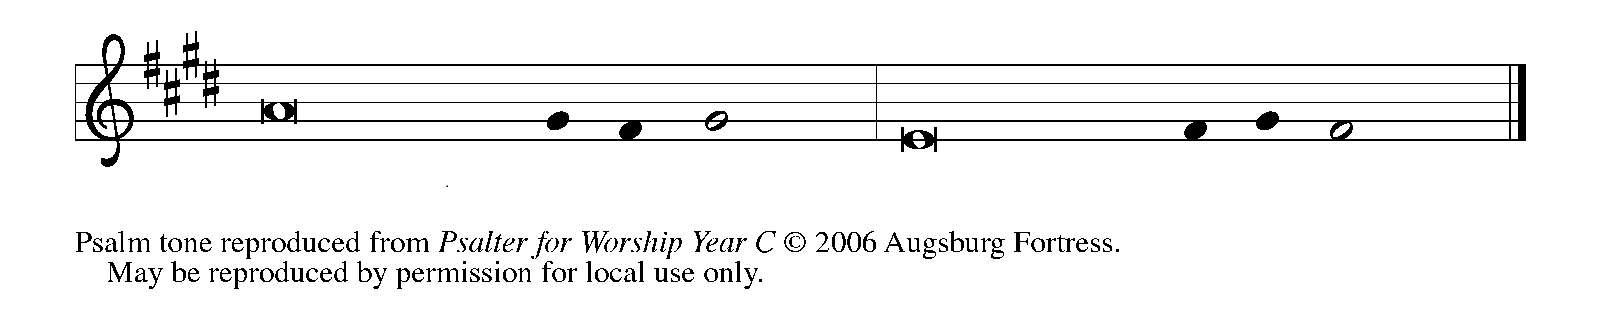 Psalm tone reproduced from Psalter for Worship Year C © 2006 Augsburg Fortress.
May be reproduced by permission for local use only.